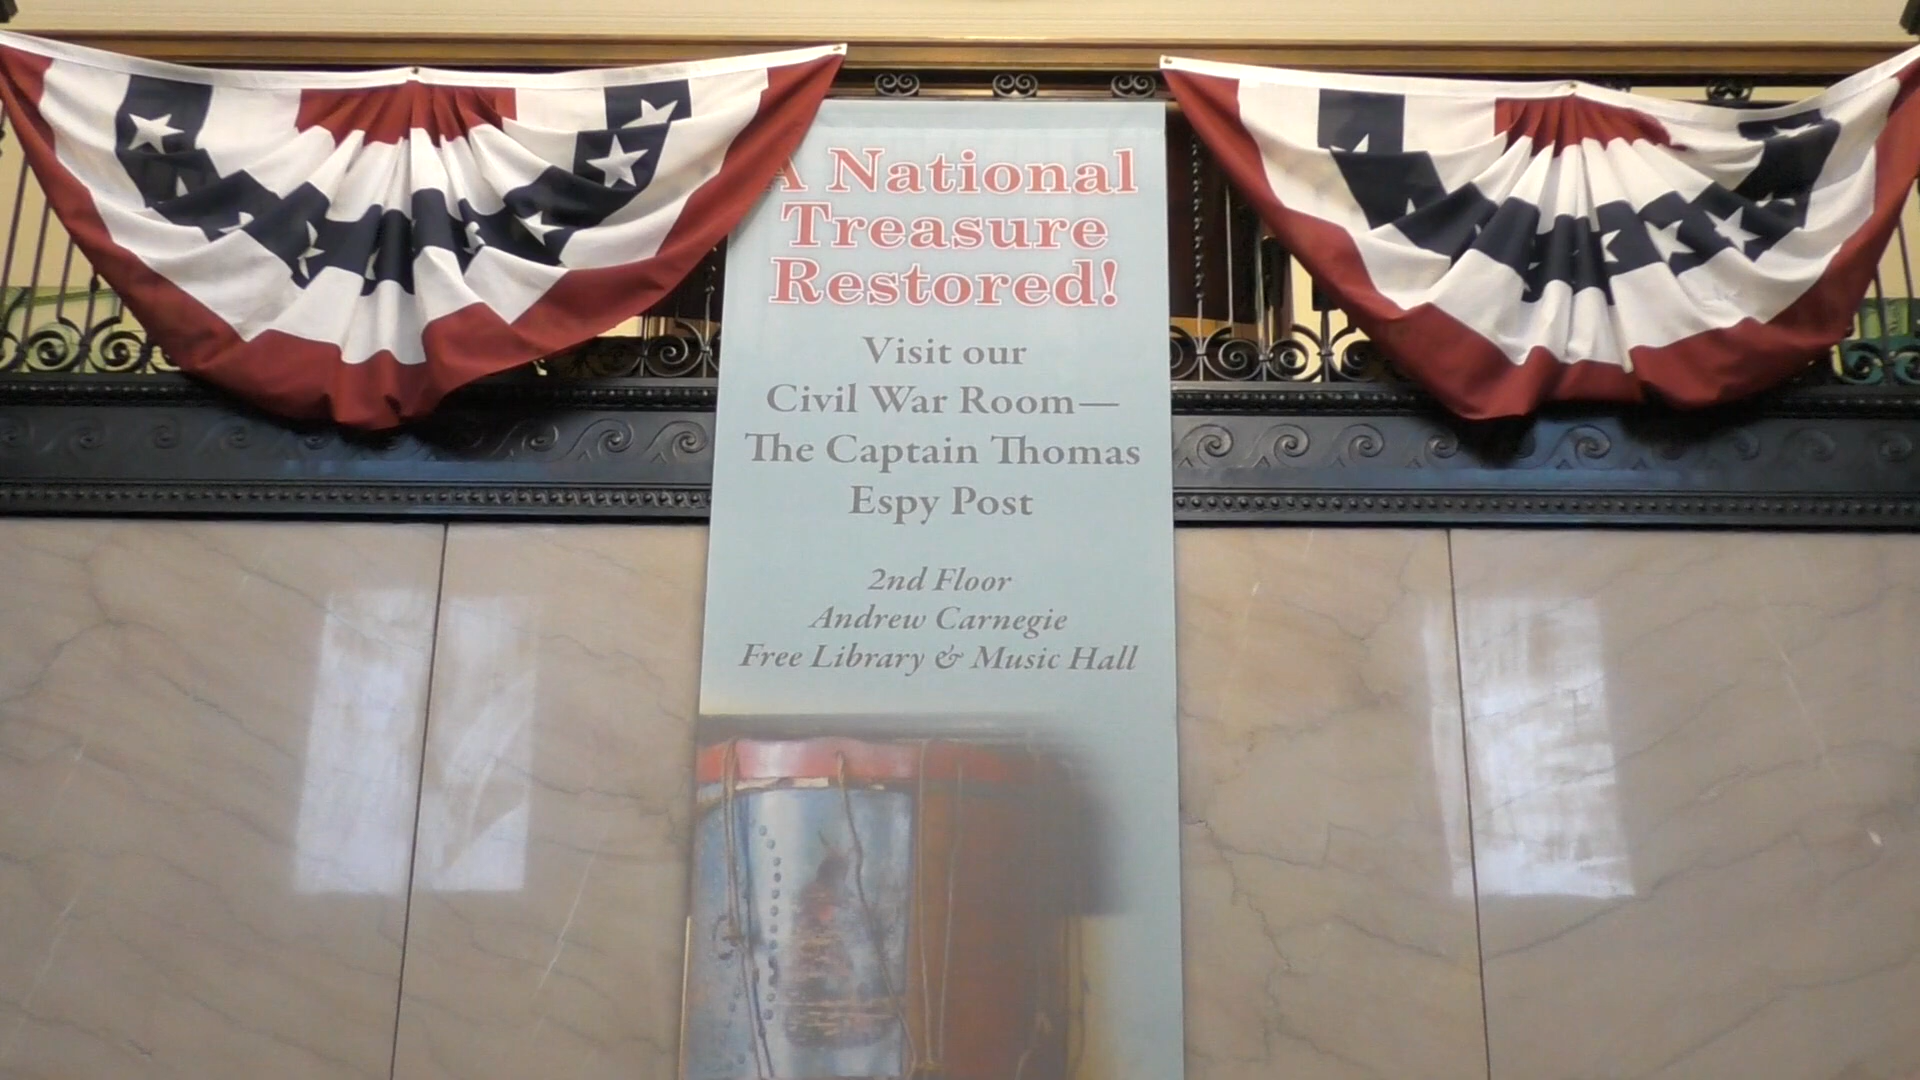 A National
Treasure
Restored!
Visit our
Civil War Room—
The Captain Thomas
Espy Post
2nd Floor
Andrew Carnegie
Free Library & Music Hall